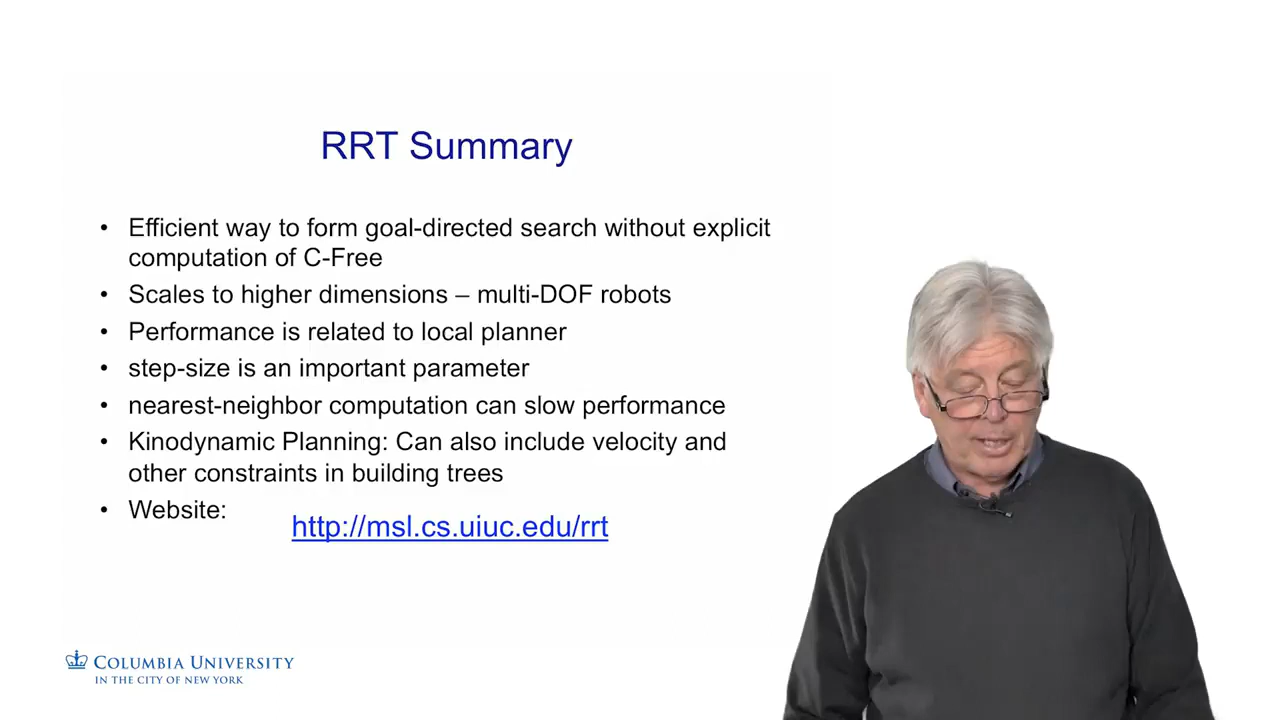 RRT Summary
• Efficient way to form goal-directed search without explicit
computation of C-Free
• Scales to higher dimensions – multi-DOF robots
• Performance is related to local planner
• step-size is an important parameter
• nearest-neighbor computation can slow performance
• Kinodynamic Planning: Can also include velocity and
other constraints in building trees
• Website:
http://msl.cs.uiuc.edu/rrt
COLUMBIA UNIVERSITY
IN THE CITY OF NEW YORK